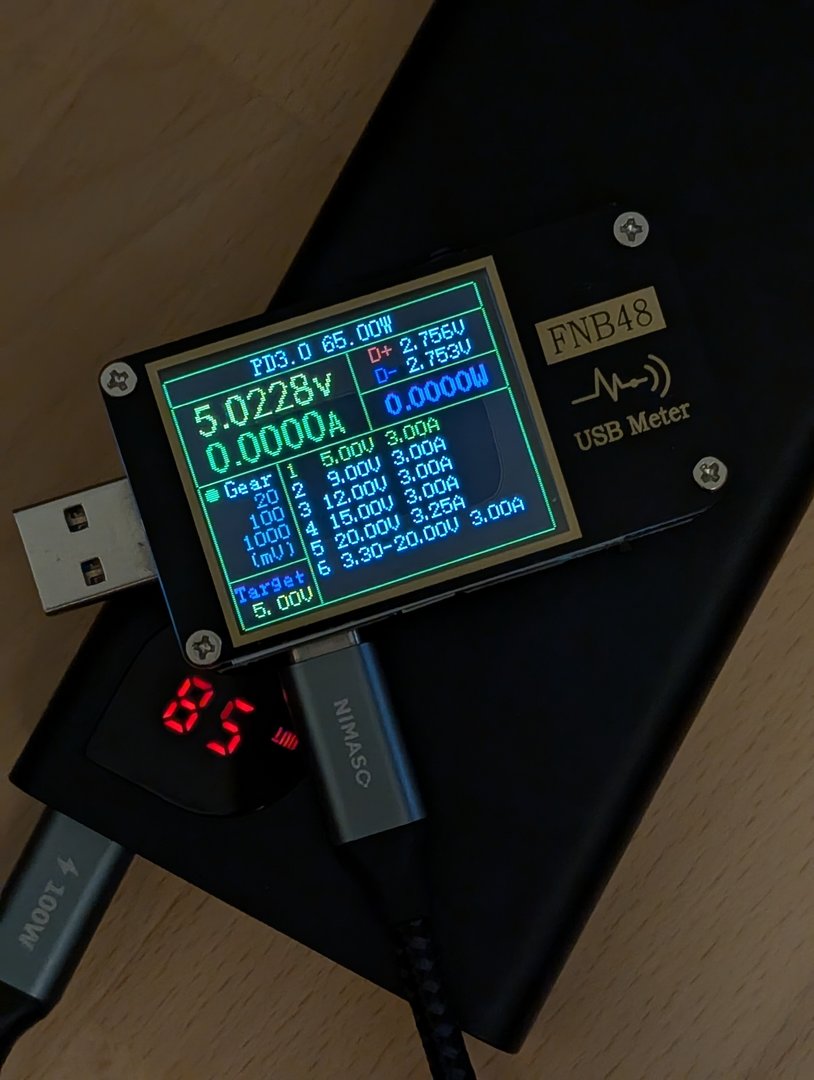 PD3.0 65.00W
5.0228V
0.0000A
D+ 2.756V
D- 2.753V
0.0000W
Gear
20
100
1000
(mV)
Target
5.00V
1 5.00V 3.00A
2 9.00V 3.00A
3 12.00V 3.00A
4 15.00V 3.00A
5 20.00V 3.25A
6 3.30-20.00V 3.00A
FNB48
USB Meter
85
OUT
NIMASO
100W